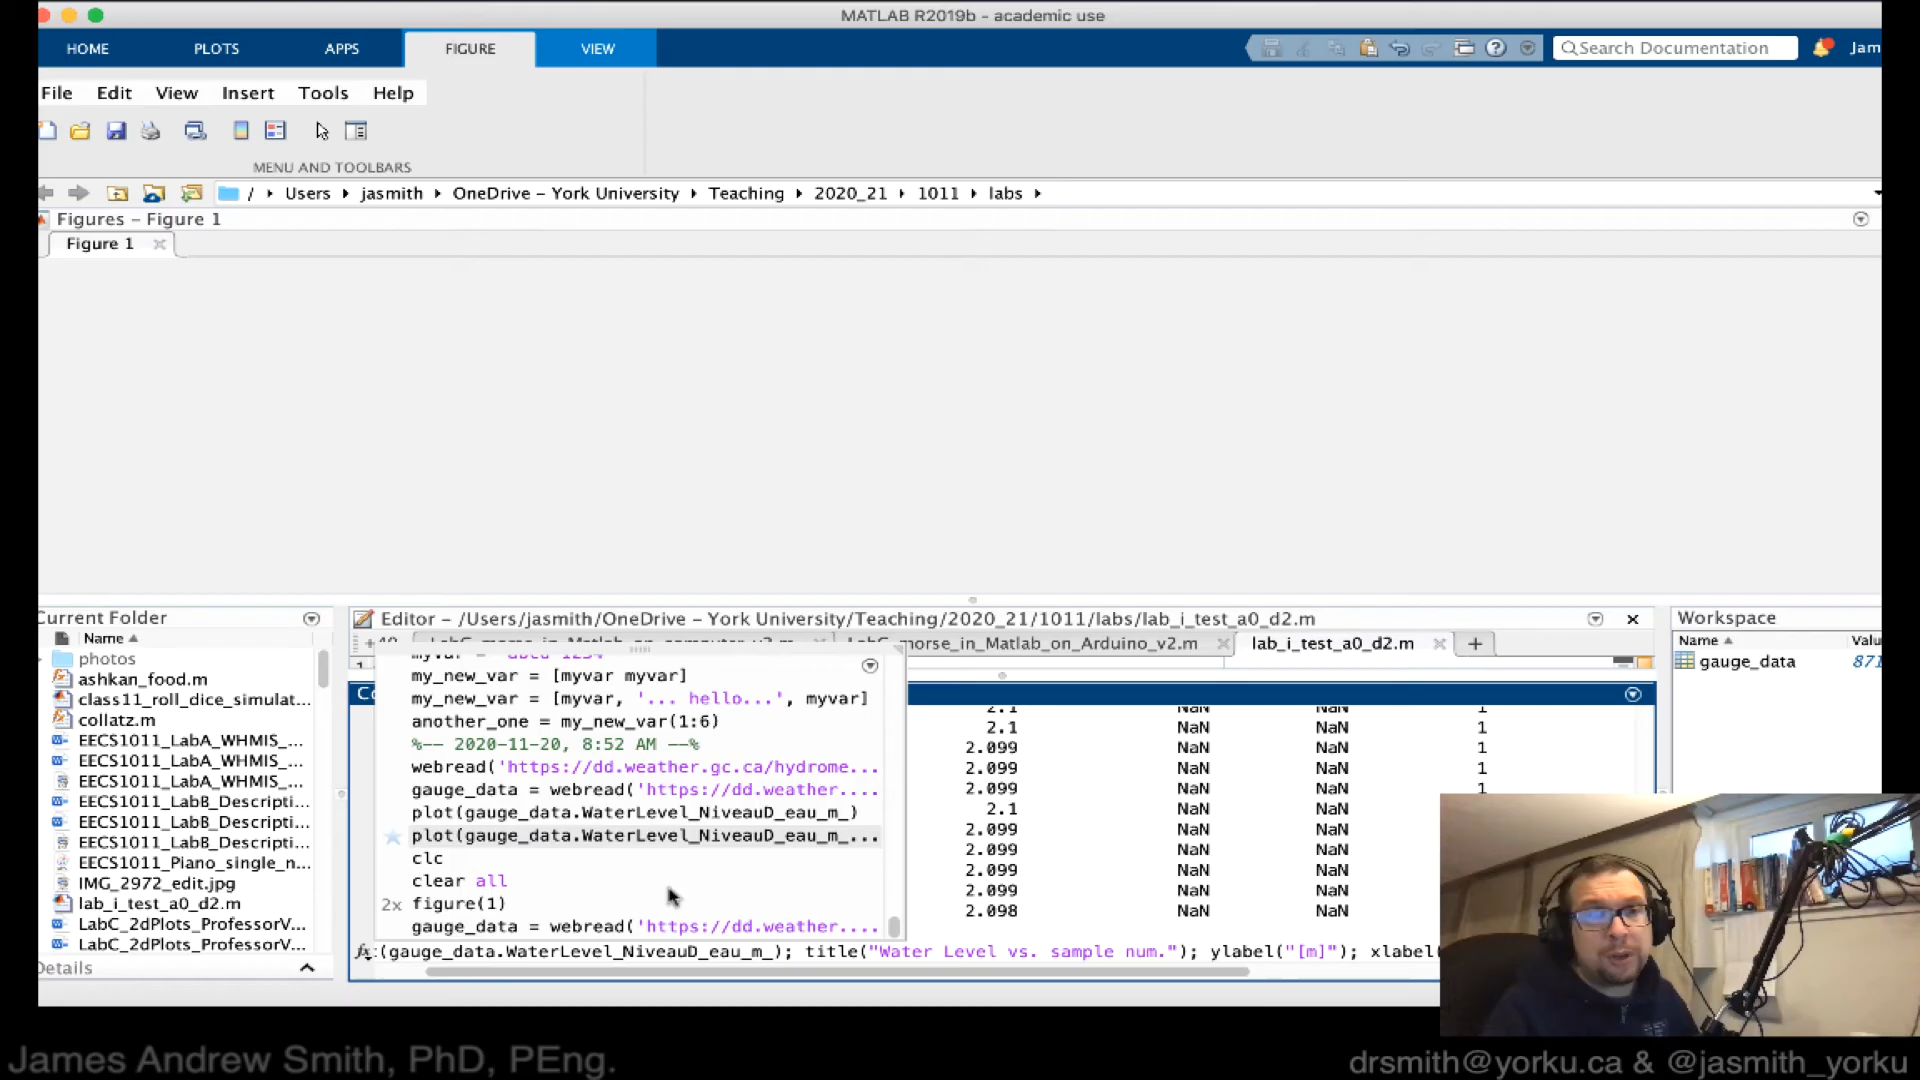 MATLAB R2019b - academic use
HOME PLOTS APPS FIGURE VIEW
Search Documentation
Jam
File Edit View Insert Tools Help
MENU AND TOOLBARS
/ Users jasmith OneDrive – York University Teaching 2020_21 1011 labs
Figures – Figure 1
Figure 1
Current Folder
Name
photos
ashkan_food.m
class11_roll_dice_simulat...
collatz.m
EECS1011_LabA_WHMIS_...
EECS1011_LabA_WHMIS_...
EECS1011_LabA_WHMIS_...
EECS1011_LabB_Descripti...
EECS1011_LabB_Descripti...
EECS1011_LabB_Descripti...
EECS1011_Piano_single_n...
IMG_2972_edit.jpg
lab_i_test_a0_d2.m
LabC_2dPlots_ProfessorV...
LabC_2dPlots_ProfessorV...
Details
Editor – /Users/jasmith/OneDrive – York University/Teaching/2020_21/1011/labs/lab_i_test_a0_d2.m
morse_in_Matlab_on_Arduino_v2.m lab_i_test_a0_d2.m +
my_new_var = [myvar myvar]
my_new_var = [myvar, '... hello...', myvar]
another_one = my_new_var(1:6)
%-- 2020-11-20, 8:52 AM --%
webread('https://dd.weather.gc.ca/hydrome...
gauge_data = webread('https://dd.weather....
plot(gauge_data.WaterLevel_NiveauD_eau_m_)
plot(gauge_data.WaterLevel_NiveauD_eau_m_...
clc
clear all
2x figure(1)
gauge_data = webread('https://dd.weather....
2.1 NaN NaN 1
2.1 NaN NaN 1
2.099 NaN NaN 1
2.099 NaN NaN 1
2.099 NaN NaN 1
2.1 NaN NaN
2.099 NaN NaN
2.099 NaN NaN
2.099 NaN NaN
2.099 NaN NaN
2.098 NaN NaN
fx (gauge_data.WaterLevel_NiveauD_eau_m_); title("Water Level vs. sample num."); ylabel("[m]"); xlabel(
Workspace
Name Valu
gauge_data 871
James Andrew Smith, PhD, PEng.
drsmith@yorku.ca & @jasmith_yorku